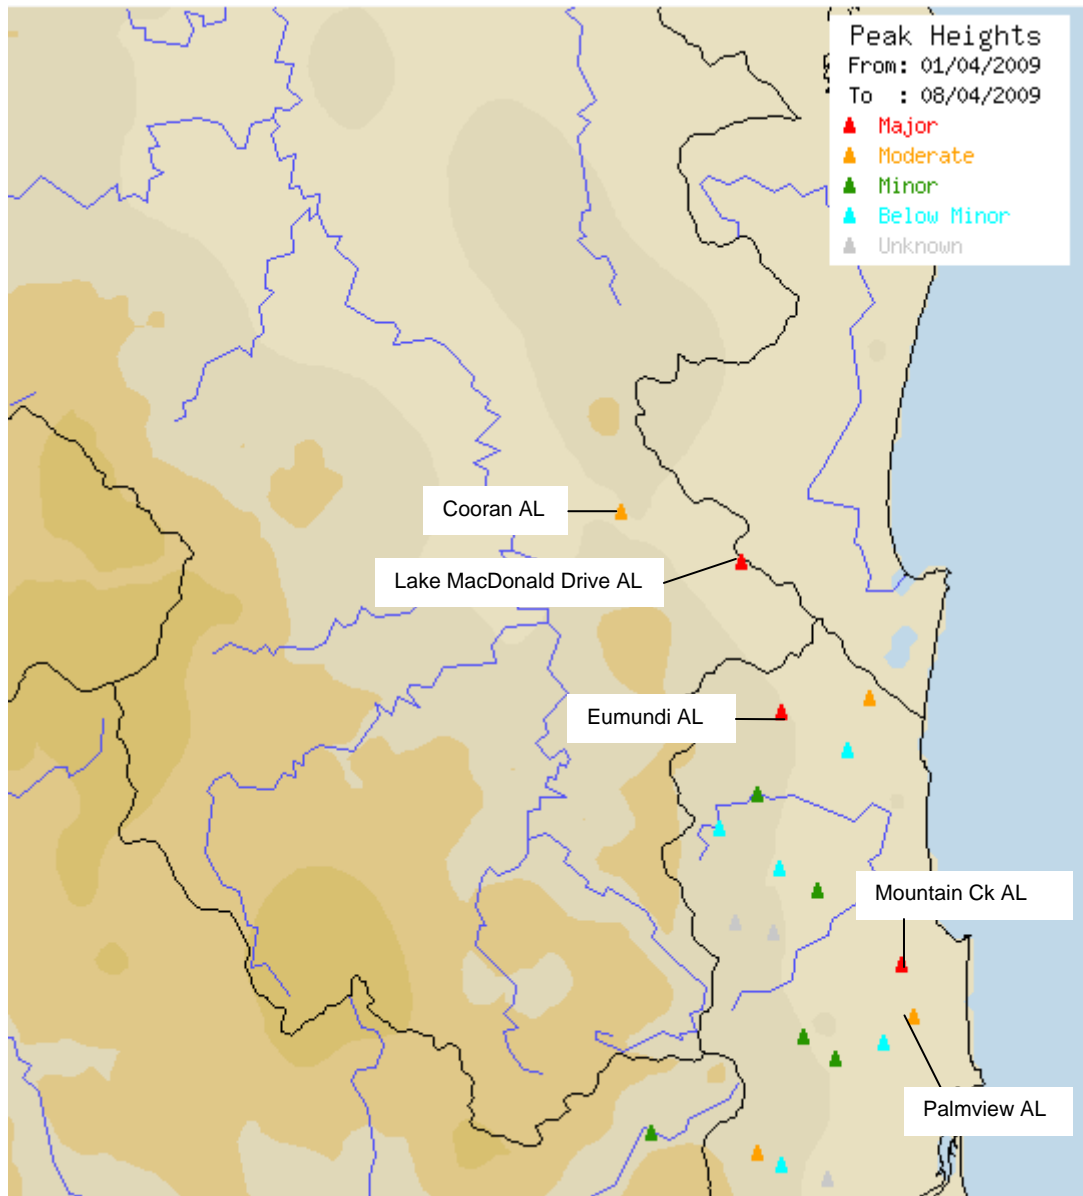 Peak Heights
From: 01/04/2009
To : 08/04/2009
Major
Moderate
Minor
Below Minor
Unknown
Cooran AL
Lake MacDonald Drive AL
Eumundi AL
Mountain Ck AL
Palmview AL